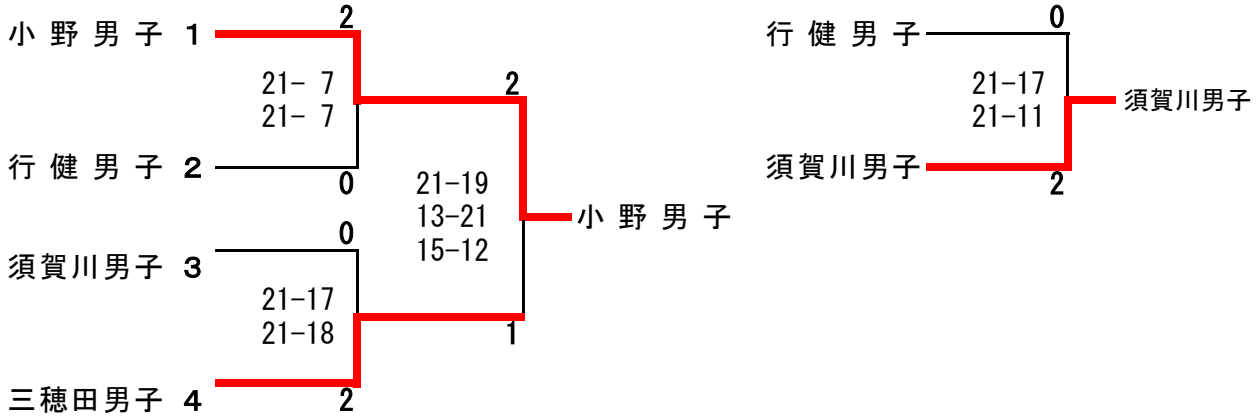 小野男子 1
2
21- 7
21- 7
行健男子 2
0
2
21-19
13-21
15-12
小野男子
須賀川男子 3
0
21-17
21-18
1
三穂田男子 4
2
行健男子
0
21-17
21-11
須賀川男子
須賀川男子
2